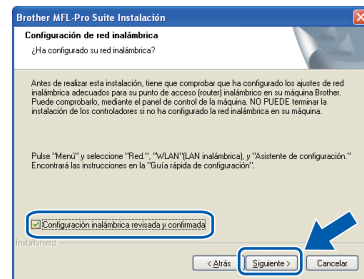 Brother MFL-Pro Suite Instalación
Configuración de red inalámbrica
¿Ha configurado su red inalámbrica?
Antes de realizar esta instalación, tiene que comprobar que ha configurado los ajustes de red
inalámbrica adecuados para su punto de acceso (router) inalámbrico en su máquina Brother.
Puede comprobarlo, mediante el panel de control de la máquina. NO PUEDE terminar la
instalación de los controladores si no ha configurado la red inalámbrica en su máquina.
Pulse "Menú" y seleccione "Red.", "WLAN"(LAN inalámbrica), y "Asistente de configuración."
Encontrará las instrucciones en la "Guía rápida de configuración".
Configuración inalámbrica revisada y confirmada
InstallShield
< Atrás
Siguiente >
Cancelar